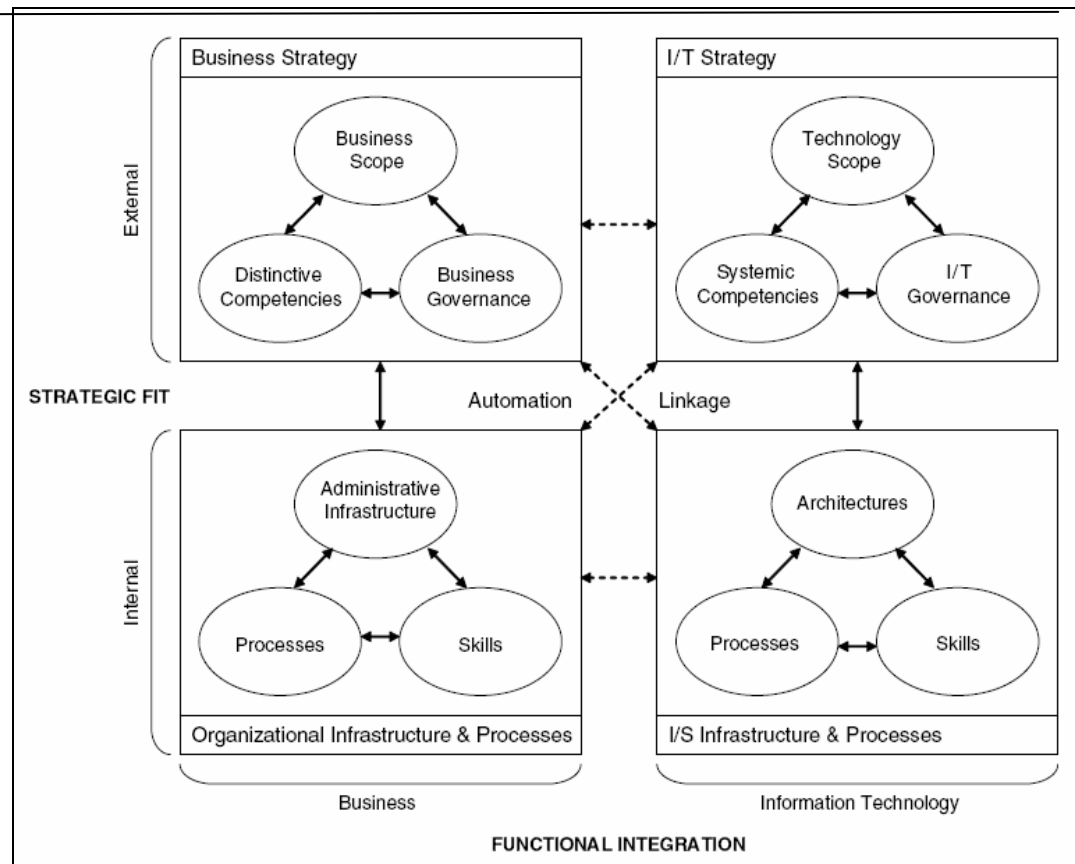 Business Strategy
I/T Strategy
External
Business
Scope
Technology
Scope
Distinctive
Competencies
Business
Governance
Systemic
Competencies
I/T
Governance
STRATEGIC FIT
Automation
Linkage
Internal
Administrative
Infrastructure
Architectures
Processes
Skills
Processes
Skills
Organizational Infrastructure & Processes
I/S Infrastructure & Processes
Business
Information Technology
FUNCTIONAL INTEGRATION